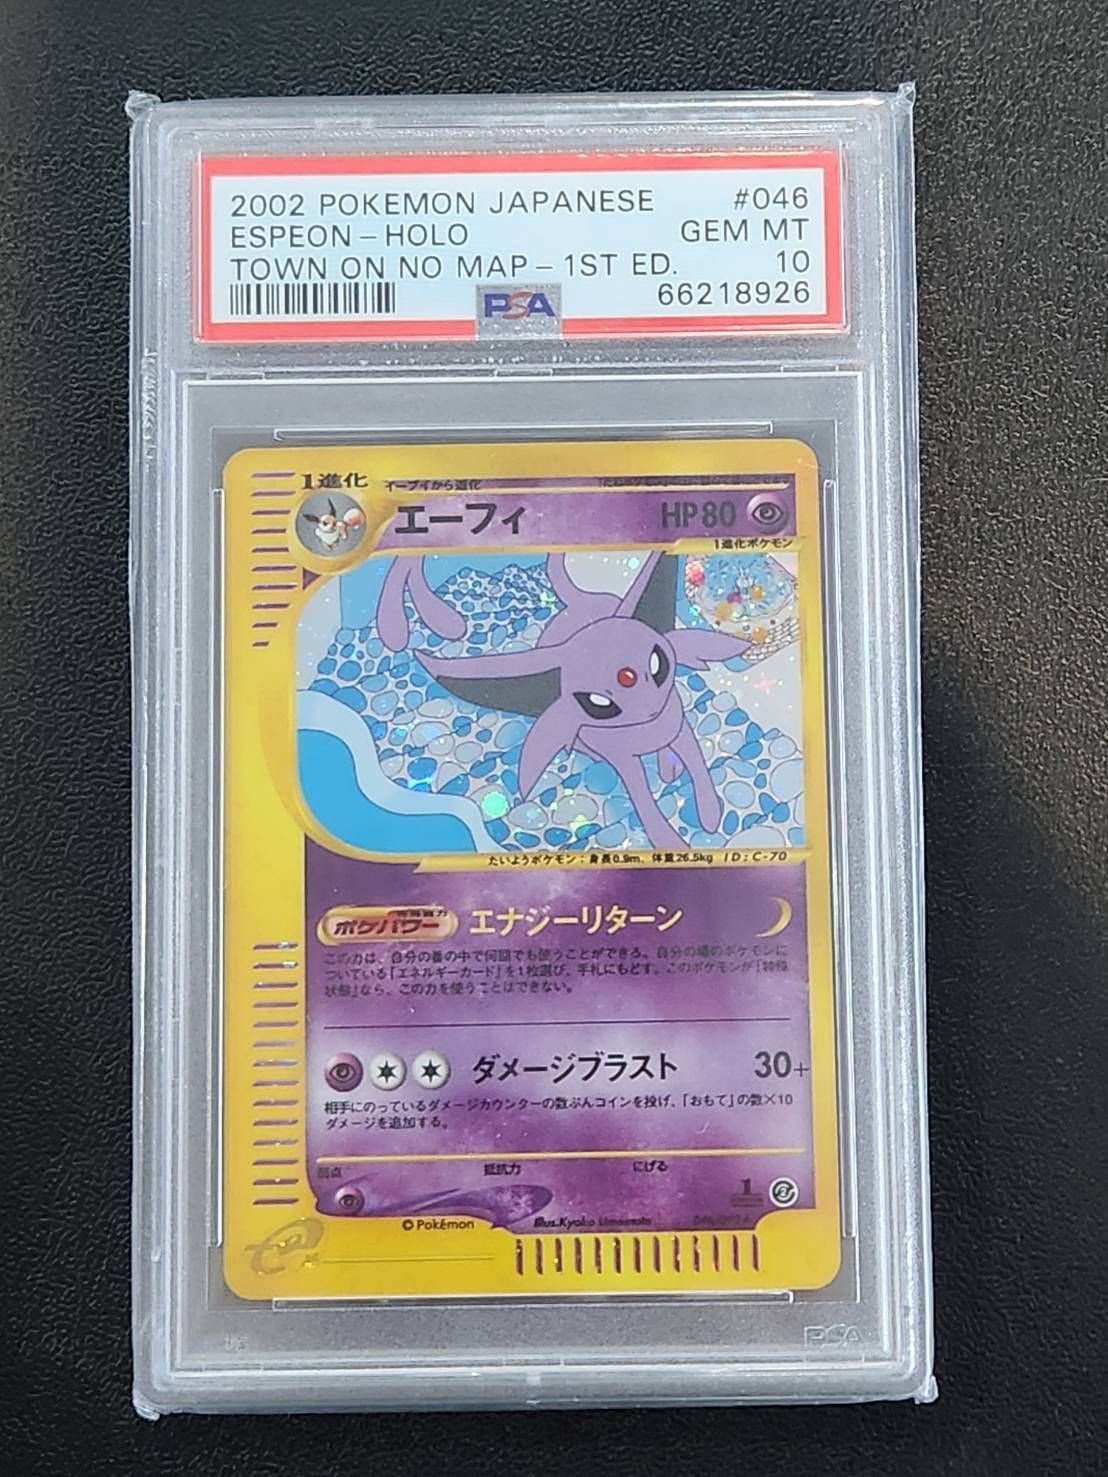 2002 POKEMON JAPANESE #046
ESPEON-HOLO GEM MT
TOWN ON NO MAP-1ST ED. 10
66218926
PSA
1進化 イーブイから進化
エーフィ HP80
1進化ポケモン
たいようポケモン：身長0.9m、体重26.5kg ID:C-70
ポケパワー エナジーリターン
この力は、自分の番の中で何回でも使うことができる。自分の場のポケモンに
ついている「エネルギーカード」を1枚選び、手札にもどす。このポケモンが「特殊
状態」なら、この力を使うことはできない。
ダメージブラスト 30+
相手にのっているダメージカウンターの数ぶんコインを投げ、「おもて」の数×10
ダメージを追加する。
弱点 抵抗力 にげる
1
©Pokémon Illus.Kyoko Umemoto
e
PSA